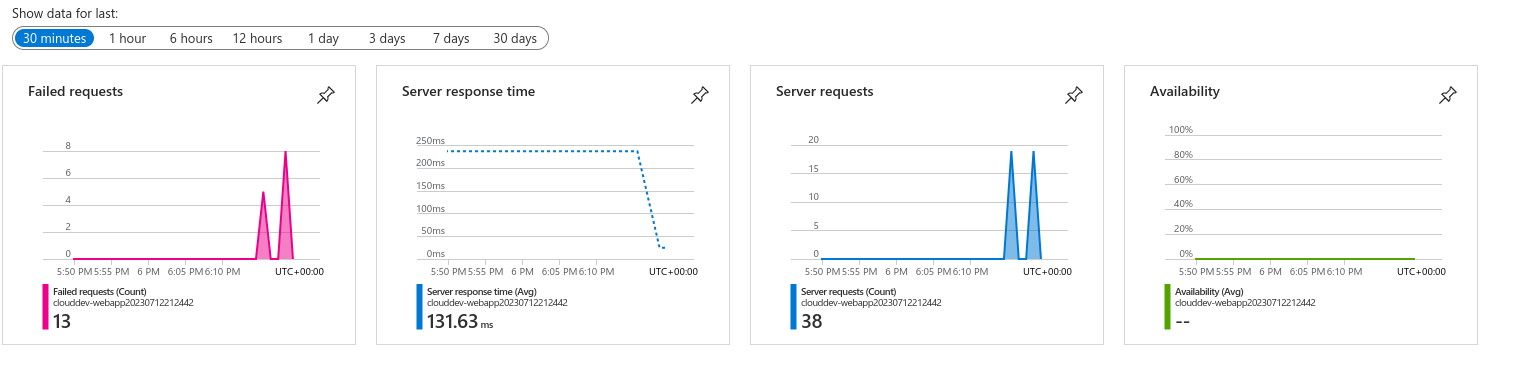 Show data for last:
30 minutes 1 hour 6 hours 12 hours 1 day 3 days 7 days 30 days
Failed requests
8
6
4
2
0
5:50 PM 5:55 PM 6 PM 6:05 PM 6:10 PM UTC+00:00
Failed requests (Count)
clouddev-webapp20230712212442
13
Server response time
250ms
200ms
150ms
100ms
50ms
0ms
5:50 PM 5:55 PM 6 PM 6:05 PM 6:10 PM UTC+00:00
Server response time (Avg)
clouddev-webapp20230712212442
131.63 ms
Server requests
20
15
10
5
0
5:50 PM 5:55 PM 6 PM 6:05 PM 6:10 PM UTC+00:00
Server requests (Count)
clouddev-webapp20230712212442
38
Availability
100%
80%
60%
40%
20%
0%
5:50 PM 5:55 PM 6 PM 6:05 PM 6:10 PM UTC+00:00
Availability (Avg)
clouddev-webapp20230712212442
--